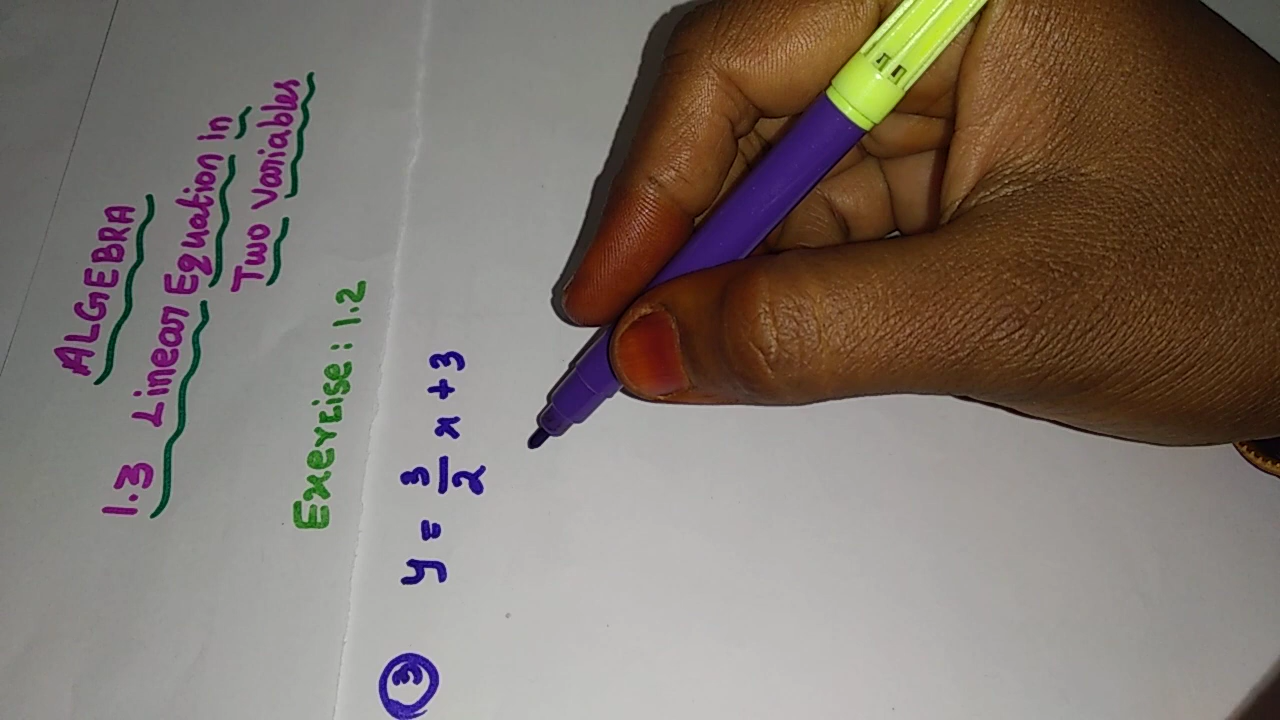 ALGEBRA
1.3 Linear Equation in
Two Variables
Exercise: 1.2
③ y = 3/2 x + 3